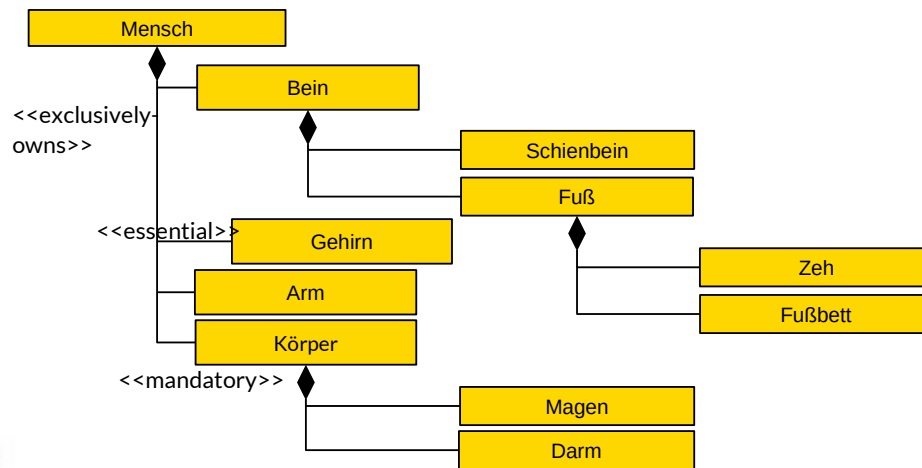 Mensch
Bein
<<exclusively-
owns>>
Schienbein
Fuß
<<essential>>
Gehirn
Zeh
Arm
Fußbett
Körper
<<mandatory>>
Magen
Darm